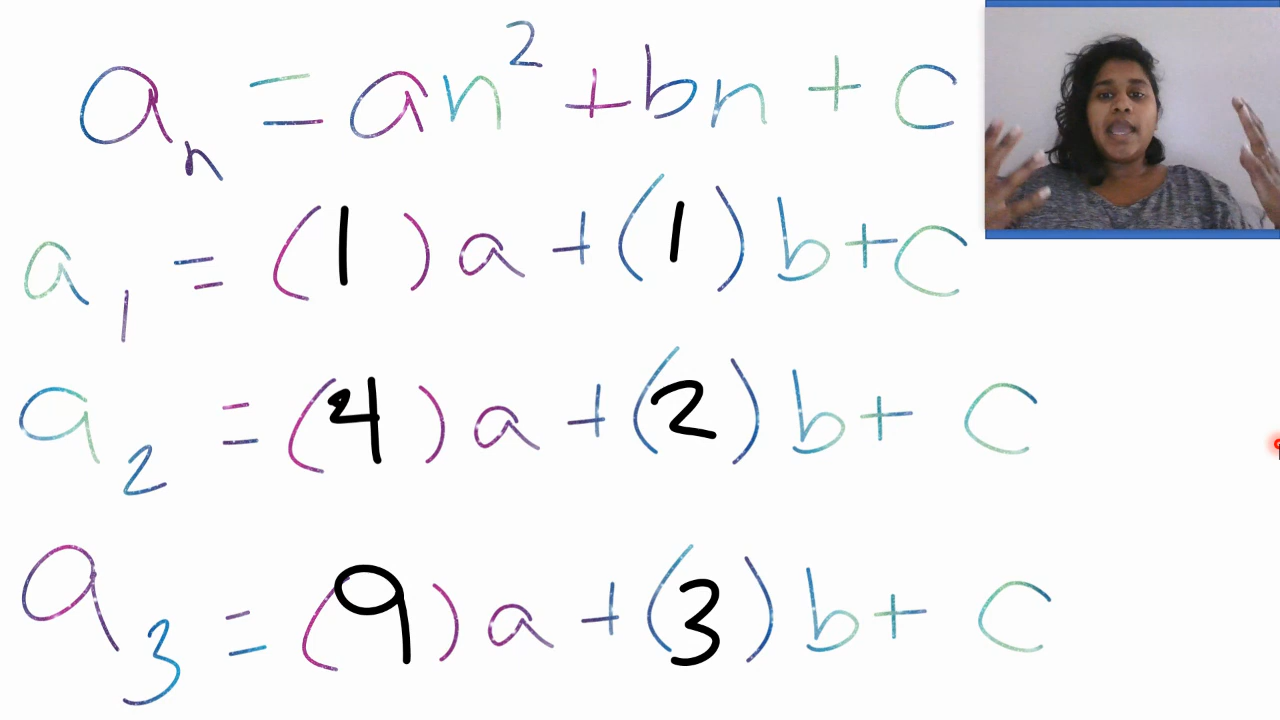 aₙ = an² + bn + c
a₁ = (1)a + (1)b + c
a₂ = (4)a + (2)b + c
a₃ = (9)a + (3)b + c